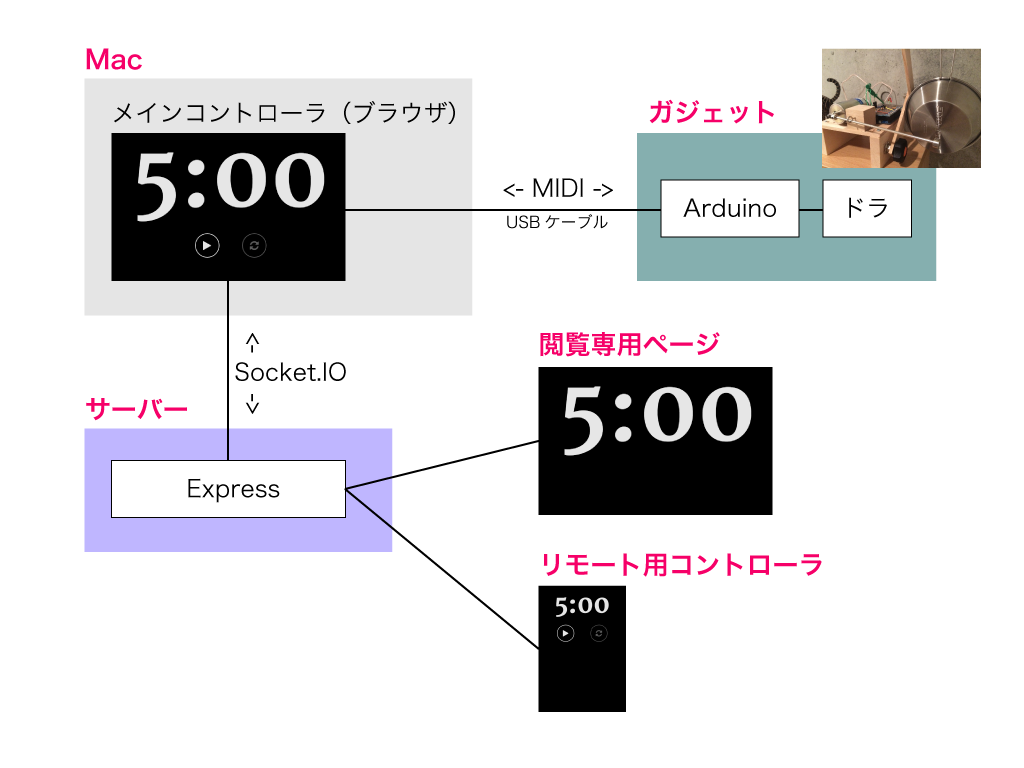 Mac
メインコントローラ（ブラウザ）
5:00
ガジェット
<- MIDI ->
USB ケーブル
Arduino
ドラ
<-
Socket.IO
->
閲覧専用ページ
5:00
サーバー
Express
リモート用コントローラ
5:00